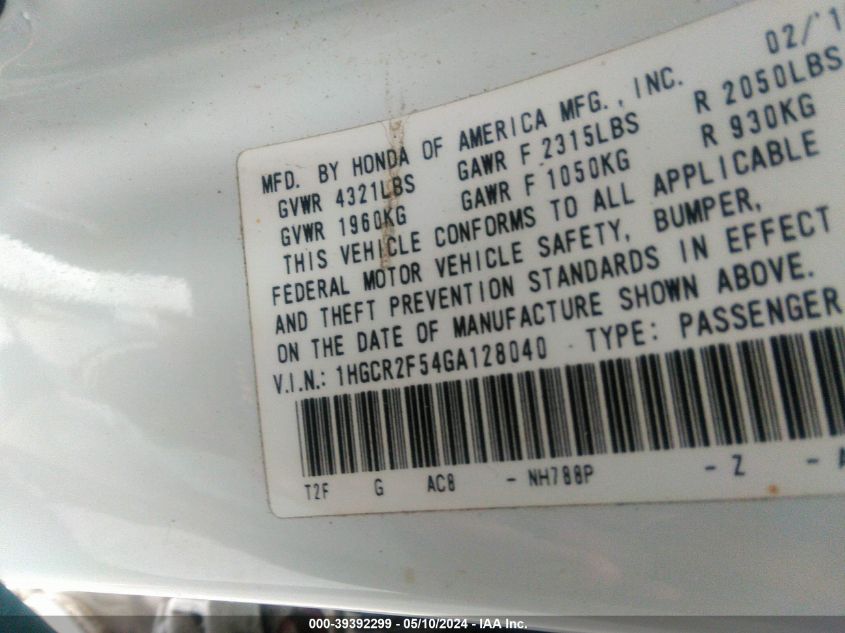 02/1
MFD. BY HONDA OF AMERICA MFG., INC.
GVWR 4321LBS GAWR F 2315LBS R 2050LBS
GVWR 1960KG GAWR F 1050KG R 930KG
THIS VEHICLE CONFORMS TO ALL APPLICABLE
FEDERAL MOTOR VEHICLE SAFETY, BUMPER,
AND THEFT PREVENTION STANDARDS IN EFFECT
ON THE DATE OF MANUFACTURE SHOWN ABOVE.
V.I.N.: 1HGCR2F54GA128040 TYPE: PASSENGER
T2F G AC8 - NH788P - Z - A
000-39392299 - 05/10/2024 - IAA Inc.